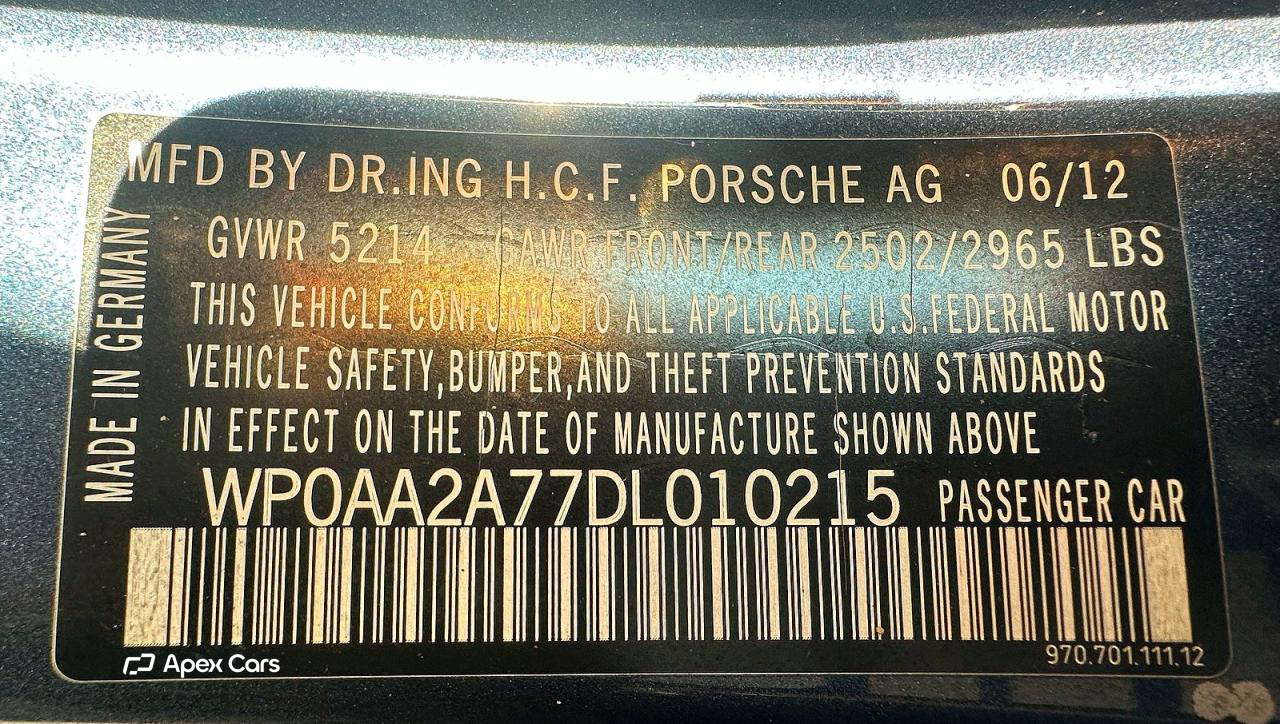 MFD BY DR.ING H.C.F. PORSCHE AG 06/12
GVWR 5214 GAWR FRONT/REAR 2502/2965 LBS
THIS VEHICLE CONFORMS TO ALL APPLICABLE U.S.FEDERAL MOTOR
VEHICLE SAFETY,BUMPER,AND THEFT PREVENTION STANDARDS
IN EFFECT ON THE DATE OF MANUFACTURE SHOWN ABOVE
WP0AA2A77DL010215 PASSENGER CAR
MADE IN GERMANY
970.701.111.12
Apex Cars